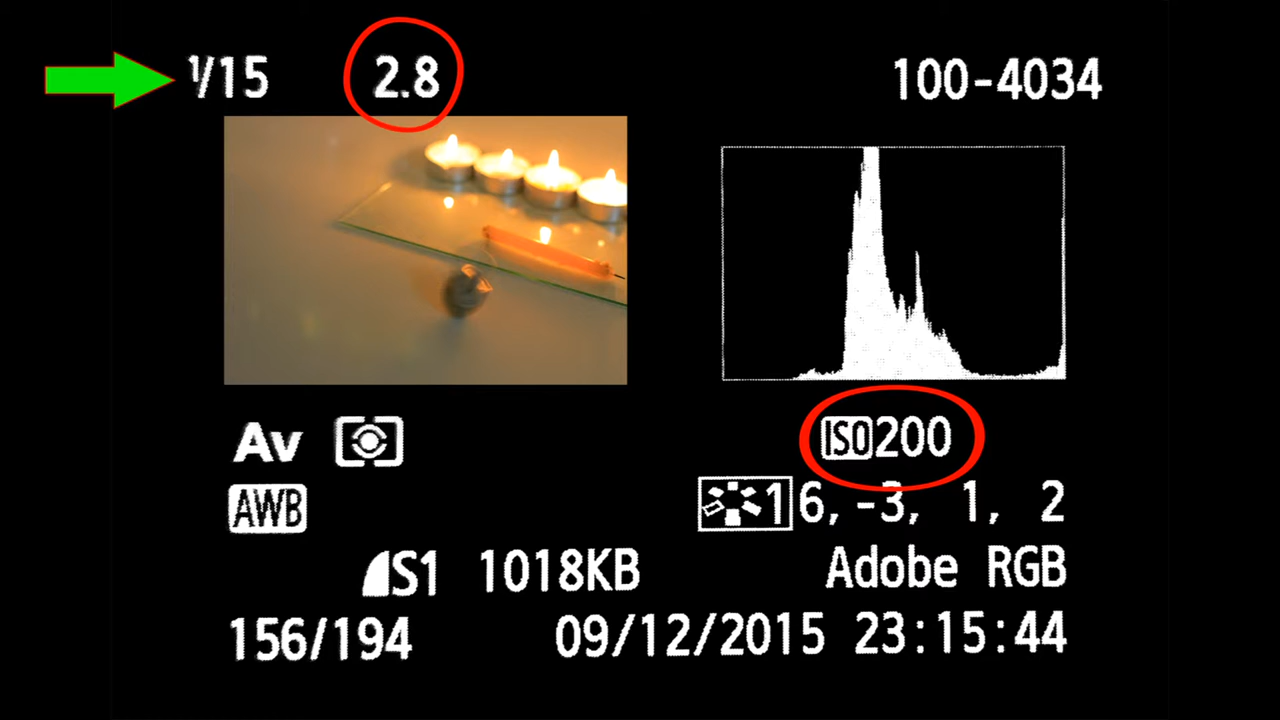 1/15 2.8 100-4034
Av
ISO200
AWB
1 6, -3, 1, 2
S1 1018KB Adobe RGB
156/194 09/12/2015 23:15:44